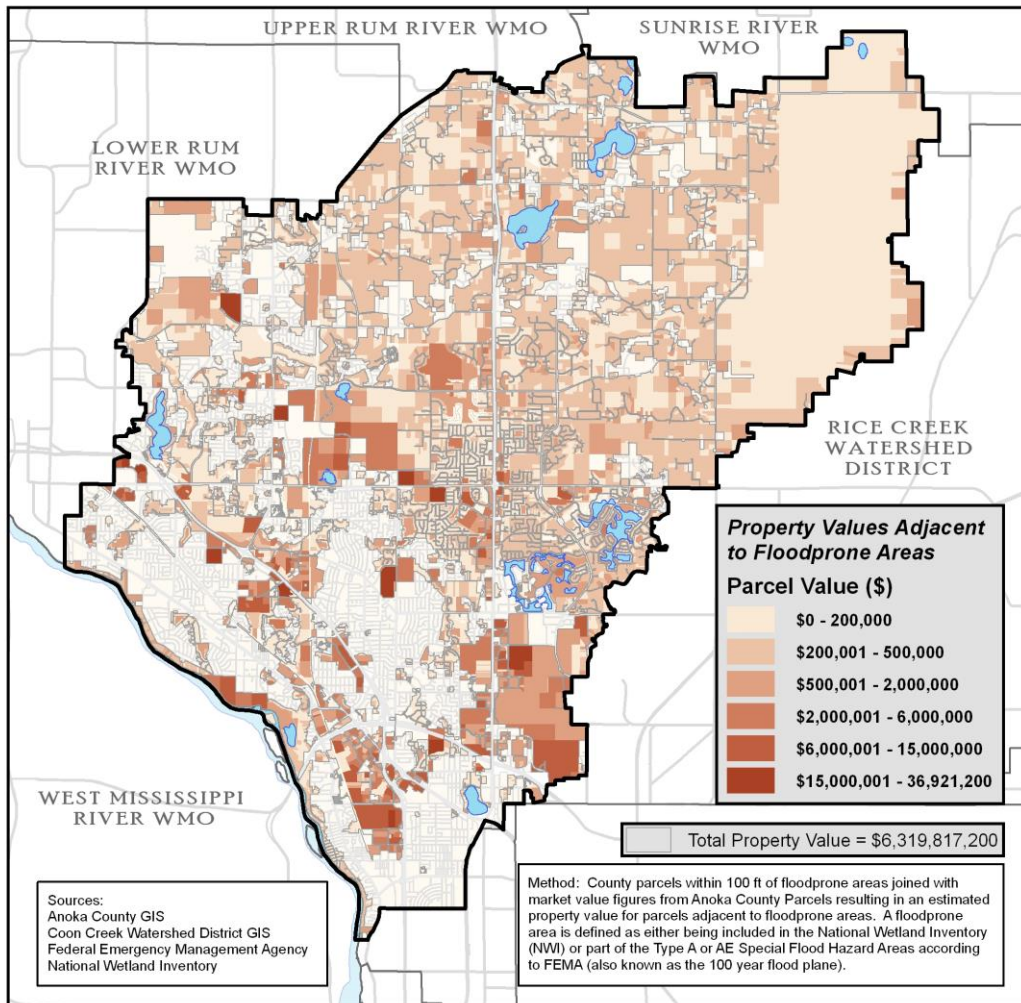 UPPER RUM RIVER WMO
SUNRISE RIVER
WMO
LOWER RUM
RIVER WMO
RICE CREEK
WATERSHED
DISTRICT
Property Values Adjacent
to Floodprone Areas
Parcel Value ($)
$0 - 200,000
$200,001 - 500,000
$500,001 - 2,000,000
$2,000,001 - 6,000,000
$6,000,001 - 15,000,000
$15,000,001 - 36,921,200
WEST MISSISSIPPI
RIVER WMO
Total Property Value = $6,319,817,200
Sources:
Anoka County GIS
Coon Creek Watershed District GIS
Federal Emergency Management Agency
National Wetland Inventory
Method: County parcels within 100 ft of floodprone areas joined with
market value figures from Anoka County Parcels resulting in an estimated
property value for parcels adjacent to floodprone areas. A floodprone
area is defined as either being included in the National Wetland Inventory
(NWI) or part of the Type A or AE Special Flood Hazard Areas according
to FEMA (also known as the 100 year flood plane).